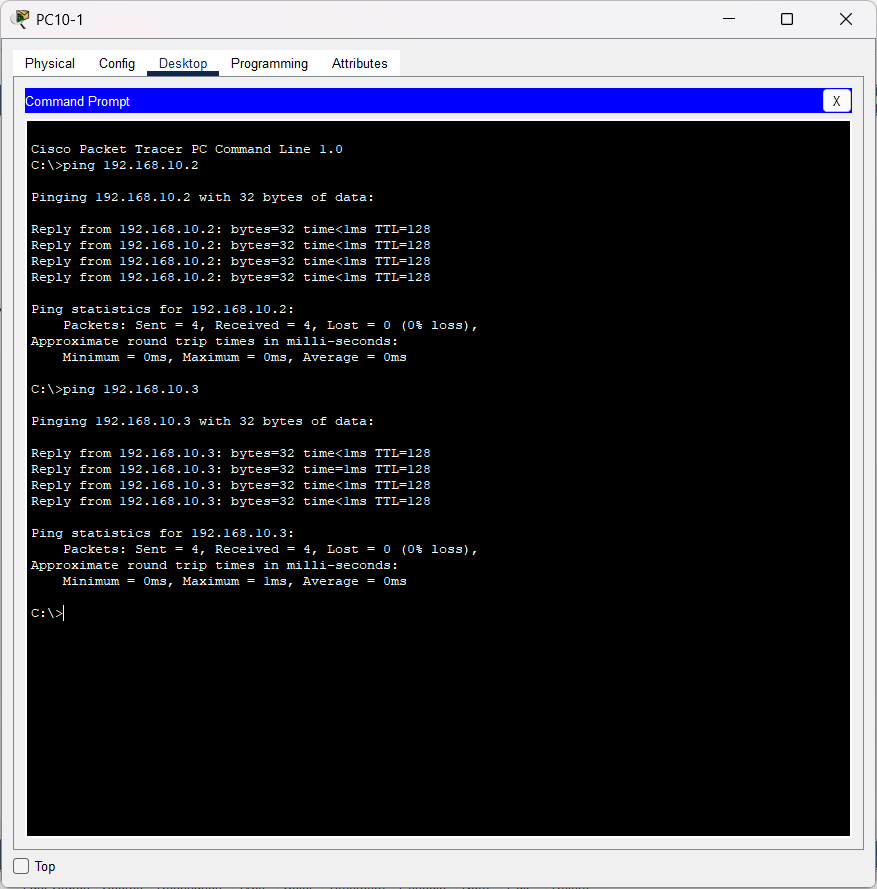 PC10-1
Physical Config Desktop Programming Attributes
Command Prompt X
Cisco Packet Tracer PC Command Line 1.0
C:\>ping 192.168.10.2
Pinging 192.168.10.2 with 32 bytes of data:
Reply from 192.168.10.2: bytes=32 time<1ms TTL=128
Reply from 192.168.10.2: bytes=32 time<1ms TTL=128
Reply from 192.168.10.2: bytes=32 time<1ms TTL=128
Reply from 192.168.10.2: bytes=32 time<1ms TTL=128
Ping statistics for 192.168.10.2:
Packets: Sent = 4, Received = 4, Lost = 0 (0% loss),
Approximate round trip times in milli-seconds:
Minimum = 0ms, Maximum = 0ms, Average = 0ms
C:\>ping 192.168.10.3
Pinging 192.168.10.3 with 32 bytes of data:
Reply from 192.168.10.3: bytes=32 time<1ms TTL=128
Reply from 192.168.10.3: bytes=32 time=1ms TTL=128
Reply from 192.168.10.3: bytes=32 time<1ms TTL=128
Reply from 192.168.10.3: bytes=32 time<1ms TTL=128
Ping statistics for 192.168.10.3:
Packets: Sent = 4, Received = 4, Lost = 0 (0% loss),
Approximate round trip times in milli-seconds:
Minimum = 0ms, Maximum = 1ms, Average = 0ms
C:\>
Top